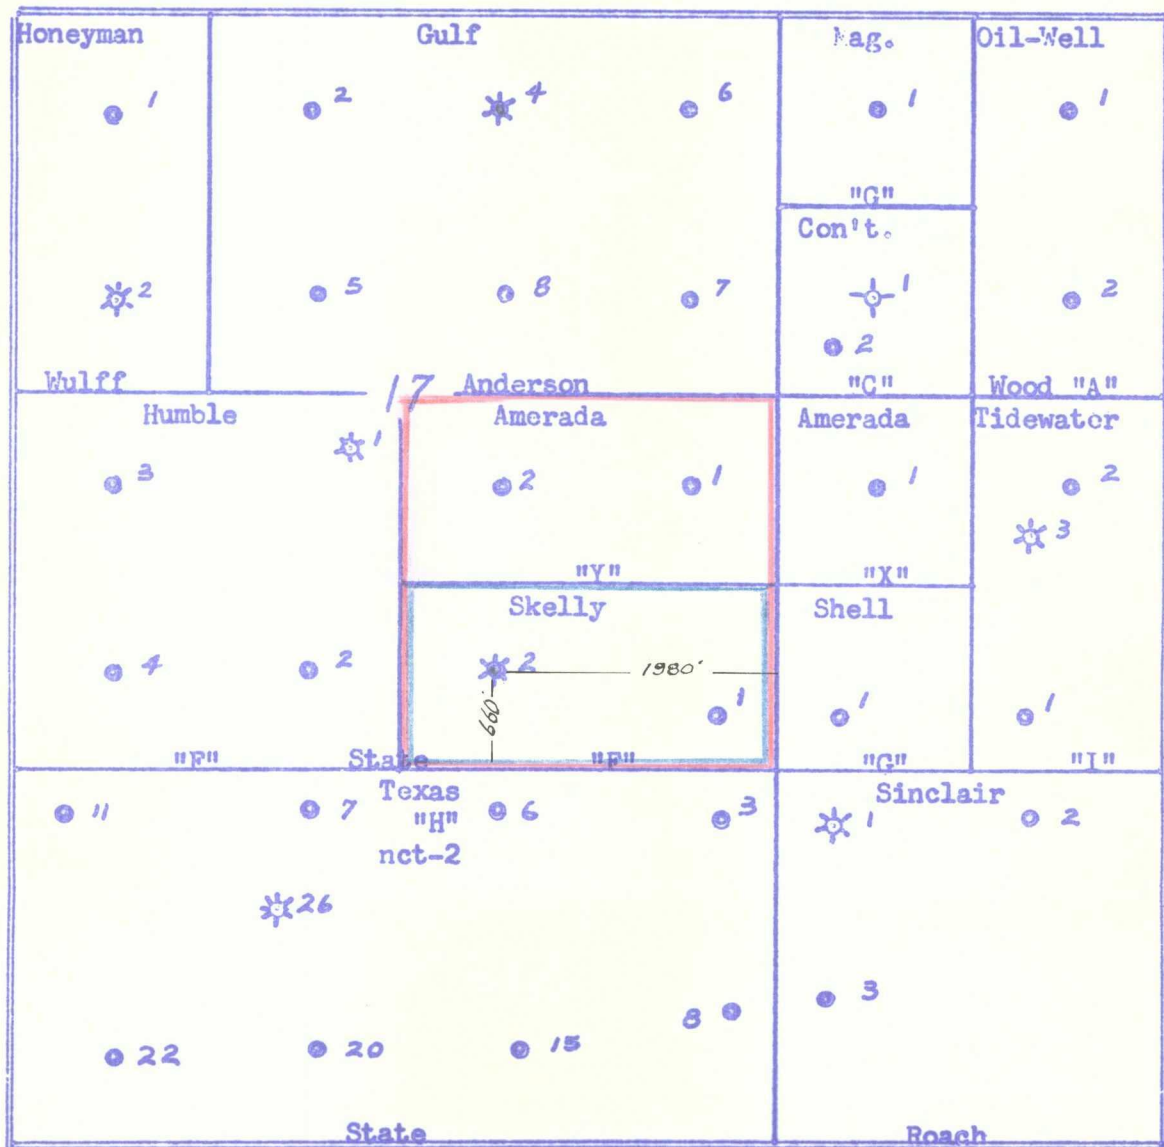 Honeyman Gulf Mag. Oil-Well
1 2 4 6 1 1
"G"
Con't.
2 5 8 7 1 2
2
Wulff 17 Anderson "C" Wood "A"
Humble Amerada Amerada Tidewater
1
3 2 1 1 2
3
"Y" "X"
Skelly Shell
4 2 2 1980'
660' 1 1 1
"F" State "F" "G" "I"
Texas Sinclair
11 7 "H" 6 3 1 2
nct-2
26
8 3
22 20 15
State Roach